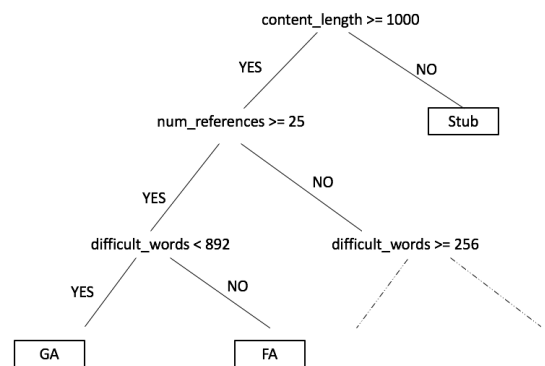 content_length >= 1000
YES
NO
num_references >= 25
Stub
YES
NO
difficult_words < 892
difficult_words >= 256
YES
NO
GA
FA